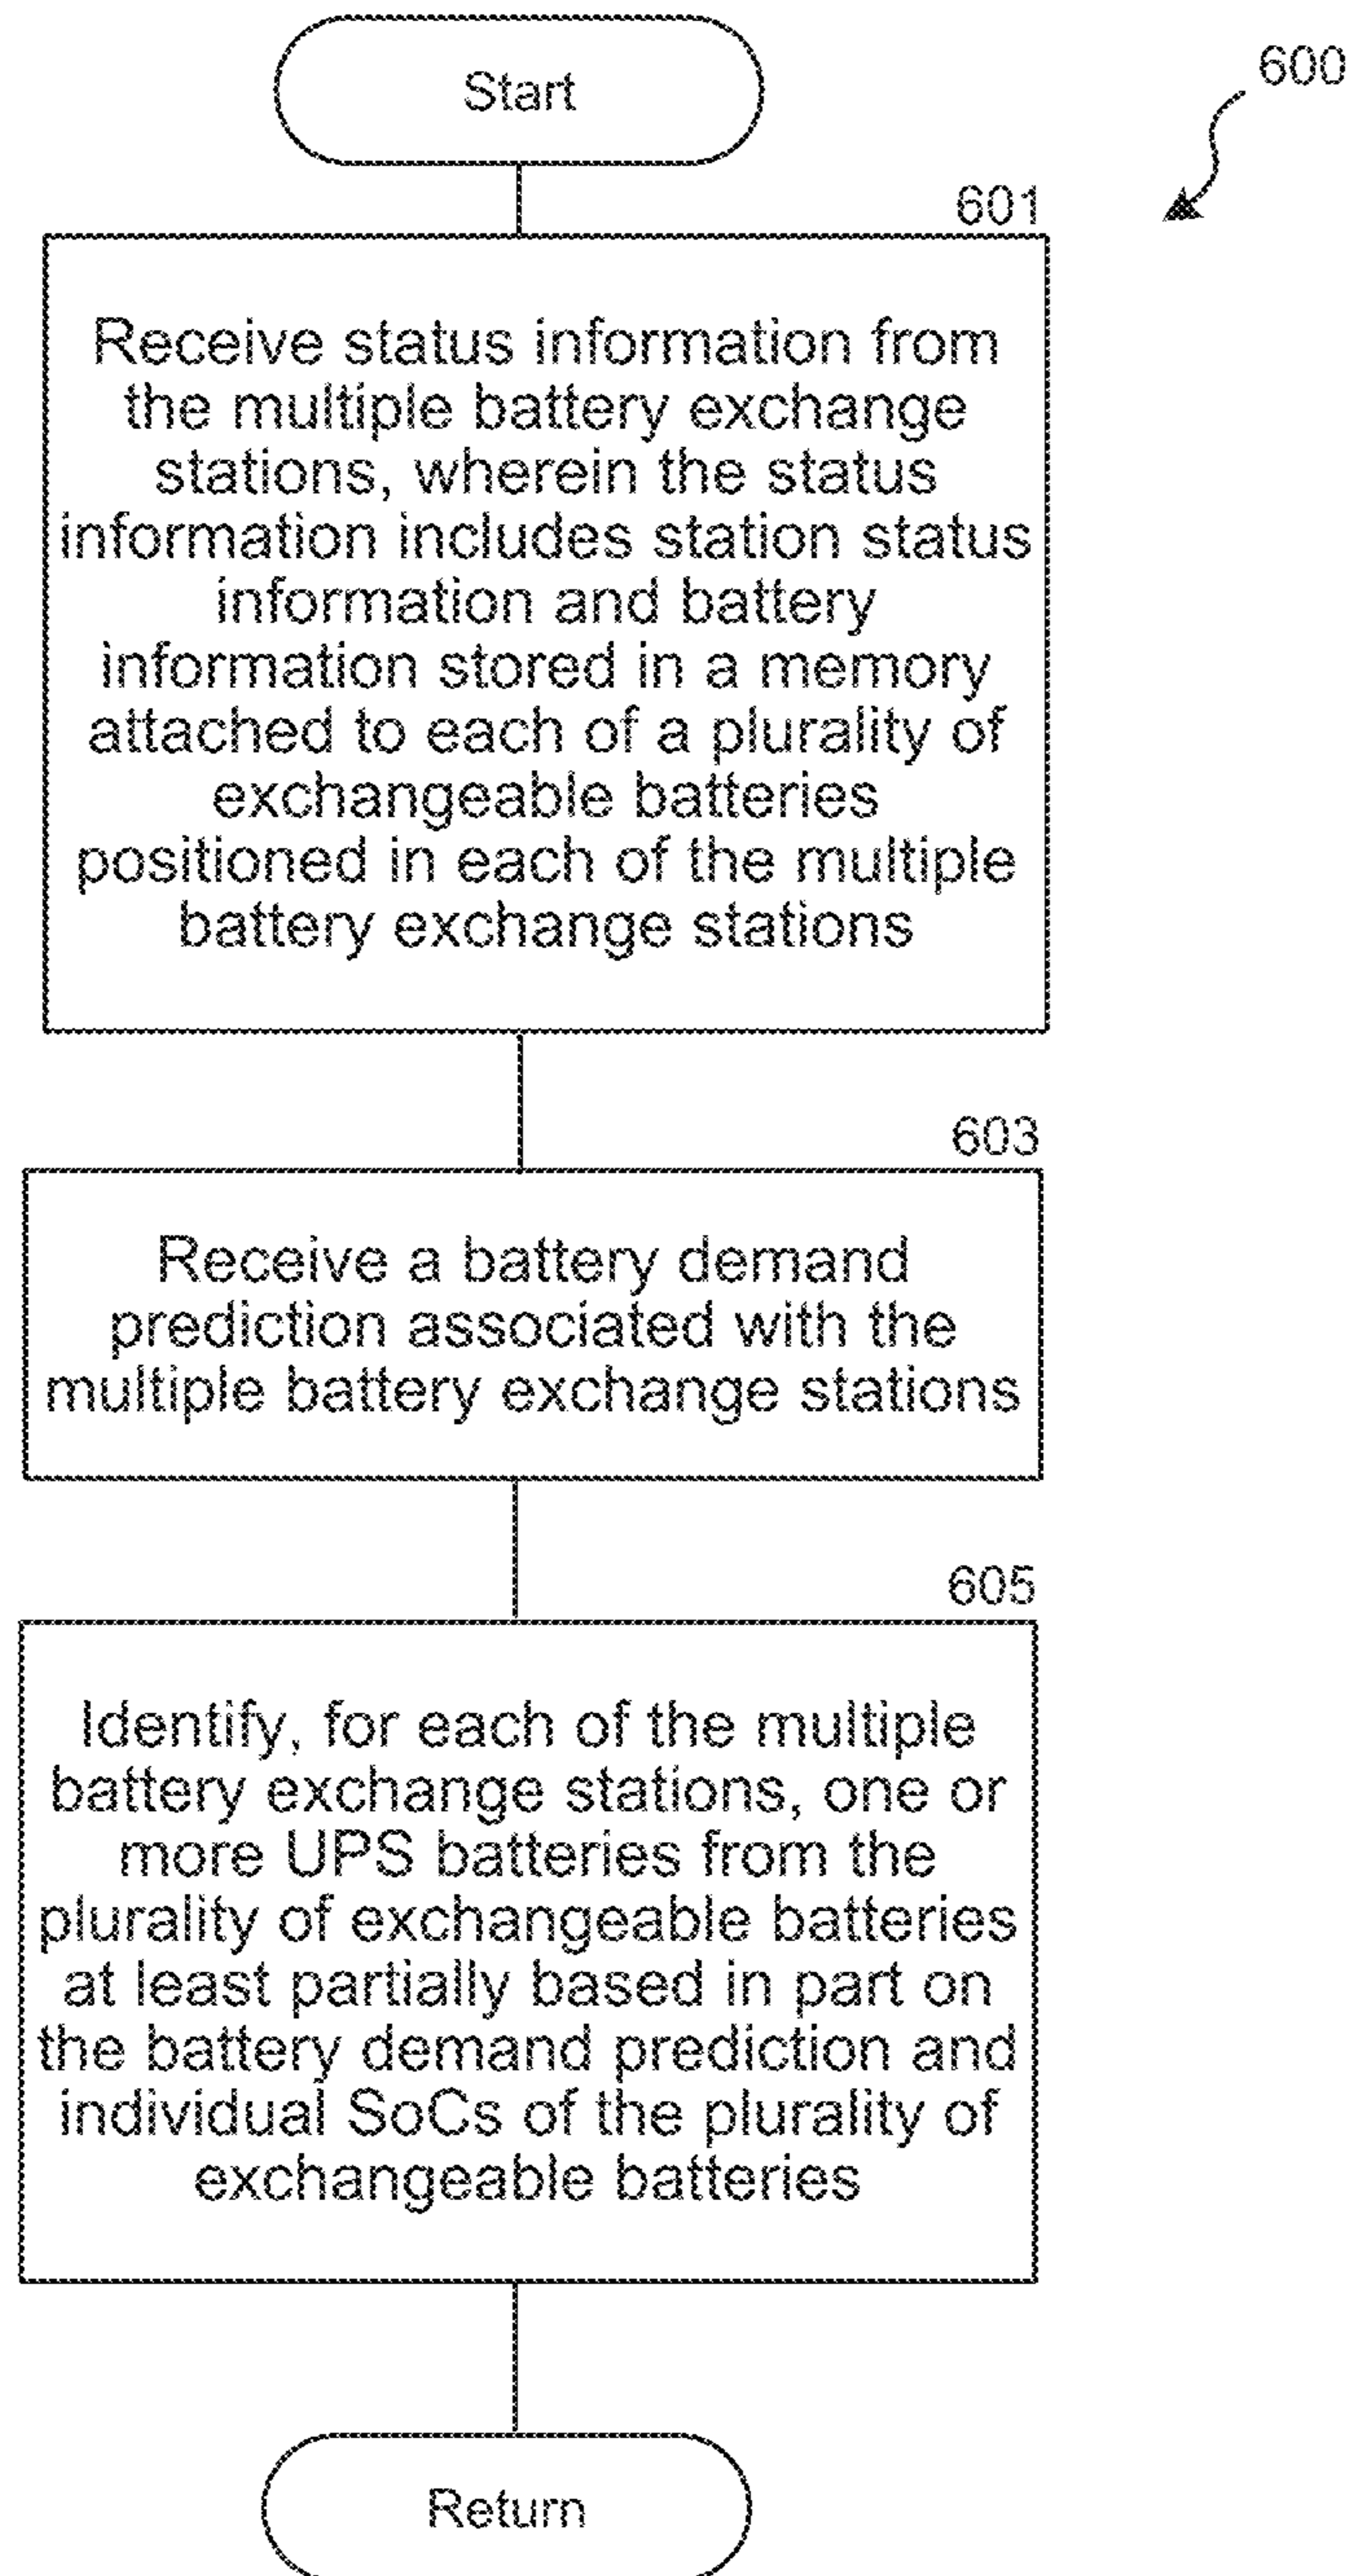 Start
600
601
Receive status information from
the multiple battery exchange
stations, wherein the status
information includes station status
information and battery
information stored in a memory
attached to each of a plurality of
exchangeable batteries
positioned in each of the multiple
battery exchange stations
603
Receive a battery demand
prediction associated with the
multiple battery exchange stations
605
Identify, for each of the multiple
battery exchange stations, one or
more UPS batteries from the
plurality of exchangeable batteries
at least partially based in part on
the battery demand prediction and
individual SoCs of the plurality of
exchangeable batteries
Return